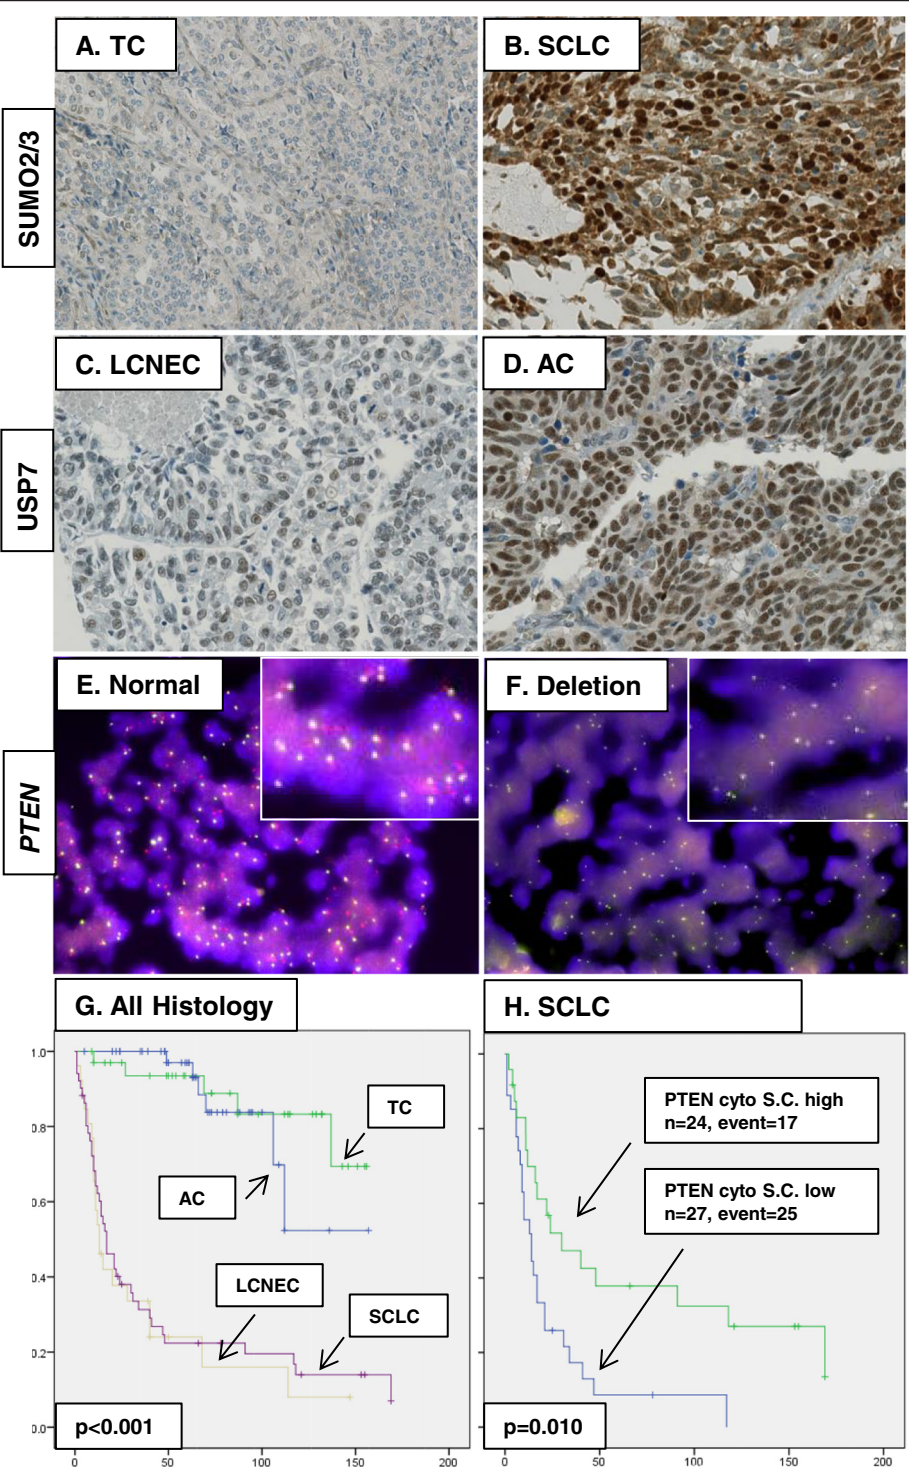 A. TC
B. SCLC
SUMO2/3
C. LCNEC
D. AC
USP7
E. Normal
F. Deletion
PTEN
G. All Histology
H. SCLC
1.0
0.8
0.6
0.4
0.2
0.0
TC
AC
LCNEC
SCLC
p<0.001
0 50 100 150 200
PTEN cyto S.C. high
n=24, event=17
PTEN cyto S.C. low
n=27, event=25
p=0.010
0 50 100 150 200